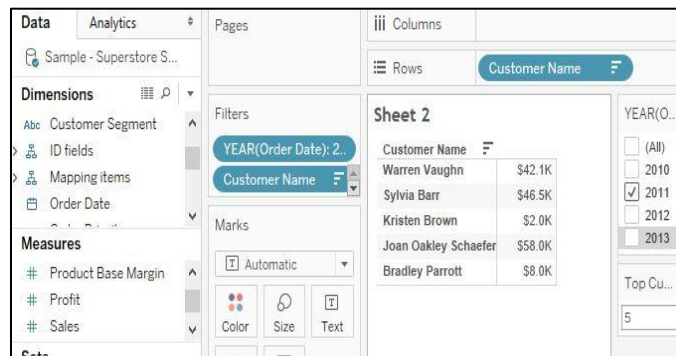 Data Analytics
Sample - Superstore S...
Dimensions
Abc Customer Segment
ID fields
Mapping items
Order Date
Measures
# Product Base Margin
# Profit
# Sales
Pages
Filters
YEAR(Order Date): 2..
Customer Name
Marks
T Automatic
Color Size Text
iii Columns
Rows Customer Name
Sheet 2
Customer Name
Warren Vaughn $42.1K
Sylvia Barr $46.5K
Kristen Brown $2.0K
Joan Oakley Schaefer $58.0K
Bradley Parrott $8.0K
YEAR(O...
(All)
2010
2011
2012
2013
Top Cu...
5